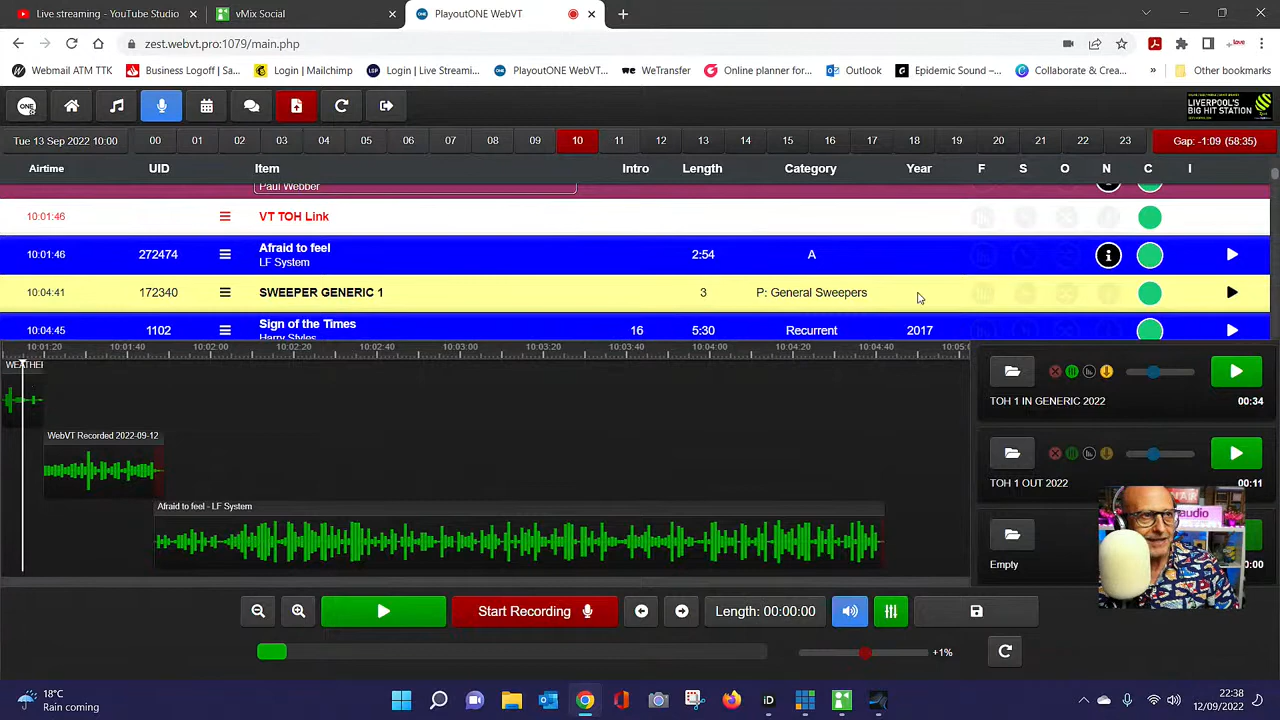 Live streaming - YouTube Studio
vMix Social
PlayoutONE WebVT
zest.webvt.pro:1079/main.php
Webmail ATM TTK
Business Logoff | Sa...
Login | Mailchimp
Login | Live Streami...
PlayoutONE WebVT...
WeTransfer
Online planner for...
Outlook
Epidemic Sound –...
Collaborate & Crea...
»
Other bookmarks
ONE
LIVERPOOL'S
BIG HIT STATION
Tue 13 Sep 2022 10:00 00 01 02 03 04 05 06 07 08 09 10 11 12 13 14 15 16 17 18 19 20 21 22 23 Gap: -1:09 (58:35)
Airtime UID Item Intro Length Category Year F S O N C I
Paul Webber
10:01:46 VT TOH Link
10:01:46 272474 Afraid to feel 2:54 A
LF System
10:04:41 172340 SWEEPER GENERIC 1 3 P: General Sweepers
10:04:45 1102 Sign of the Times 16 5:30 Recurrent 2017
Harry Styles
10:01:20 10:01:40 10:02:00 10:02:20 10:02:40 10:03:00 10:03:20 10:03:40 10:04:00 10:04:20 10:04:40 10:05:0
WEATHER
WebVT Recorded 2022-09-12
Afraid to feel - LF System
TOH 1 IN GENERIC 2022 00:34
TOH 1 OUT 2022 00:11
Empty :00
audio
Start Recording
Length: 00:00:00
+1%
18°C
Rain coming
22:38
12/09/2022